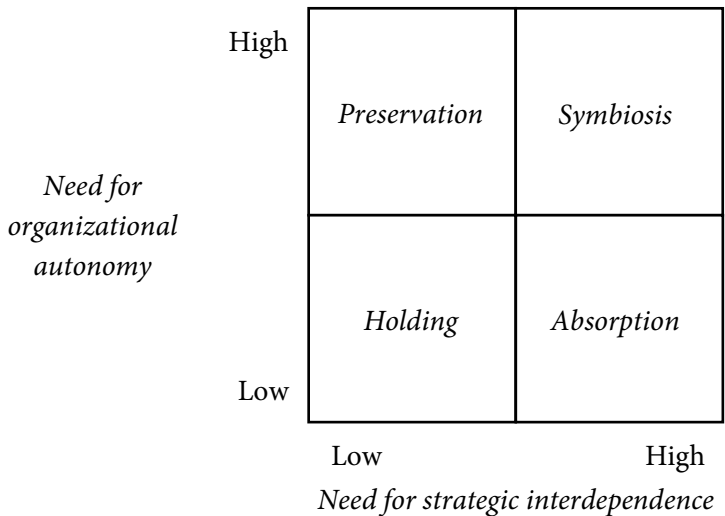 High
Preservation
Symbiosis
Need for
organizational
autonomy
Holding
Absorption
Low
Low
High
Need for strategic interdependence